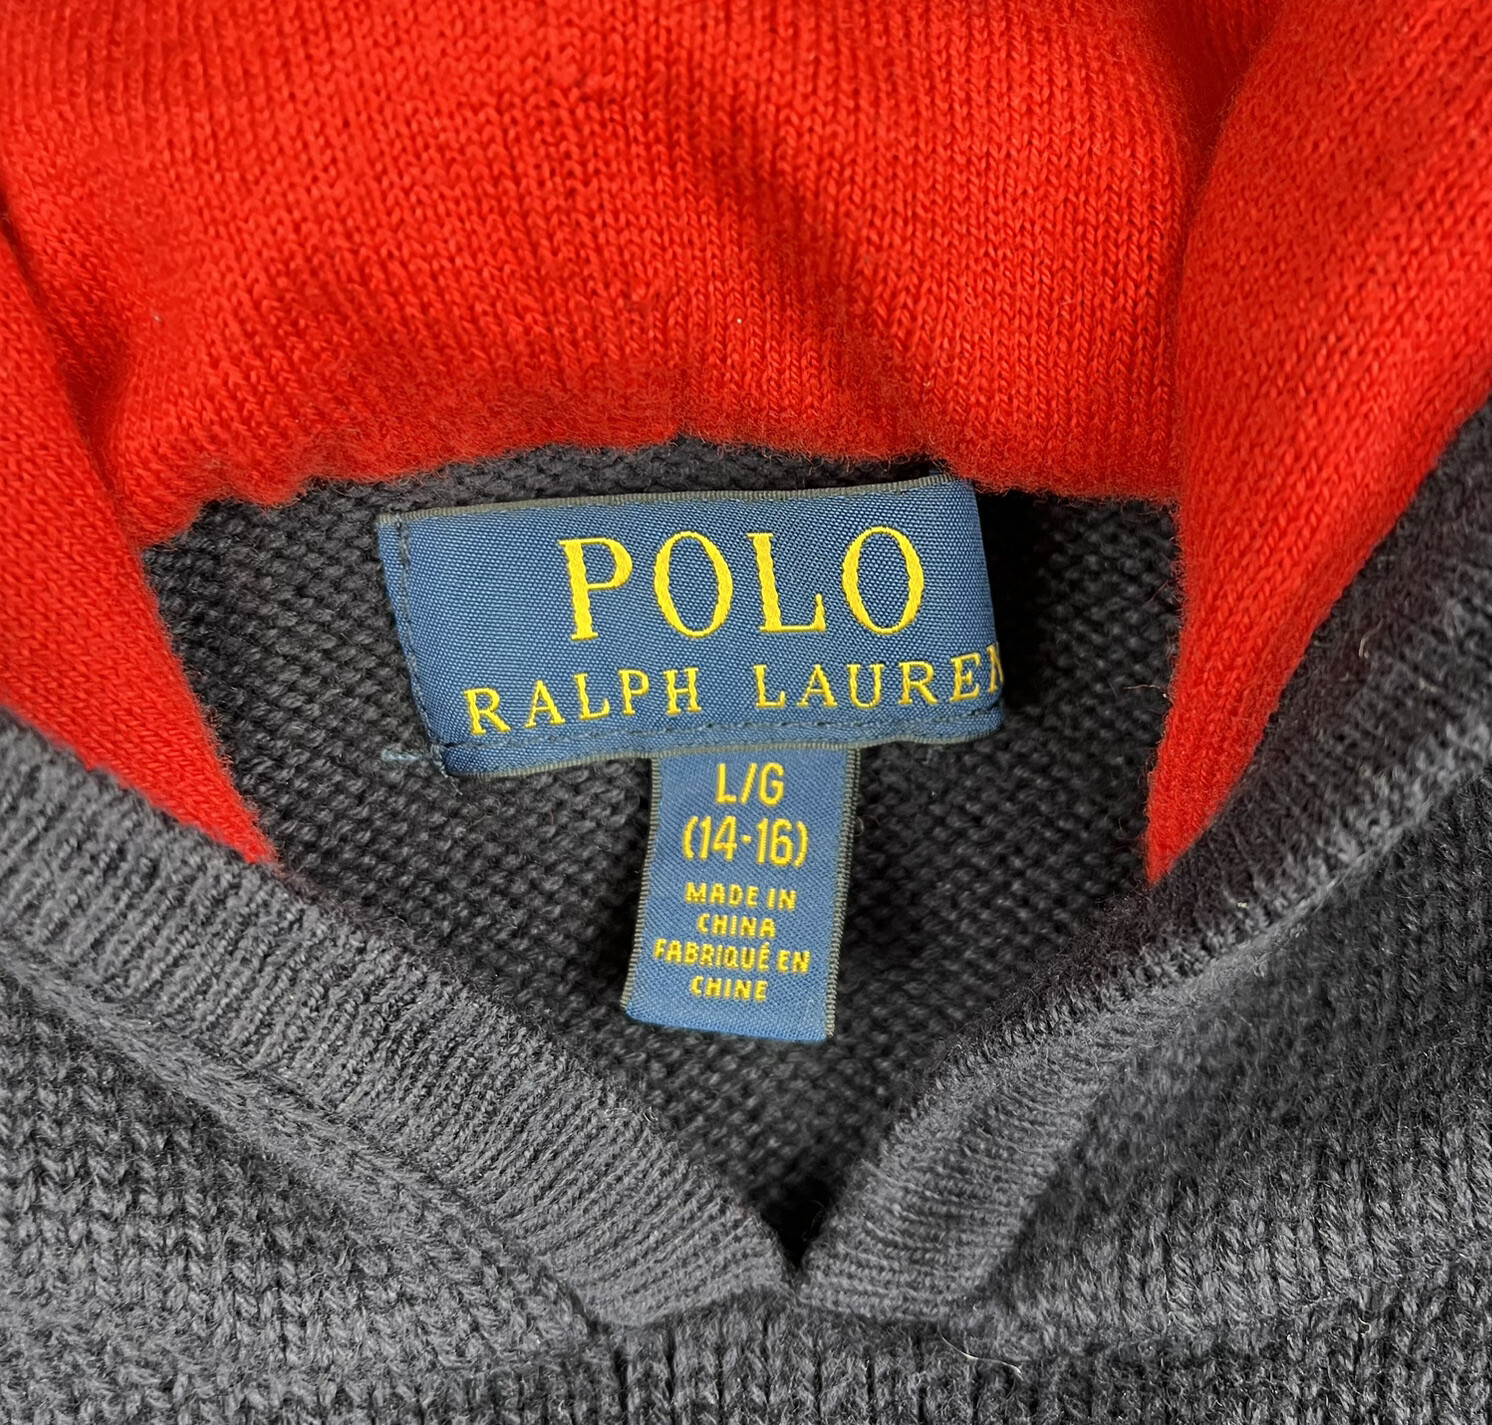 POLO
RALPH LAUREN
L/G
(14-16)
MADE IN
CHINA
FABRIQUÉ EN
CHINE